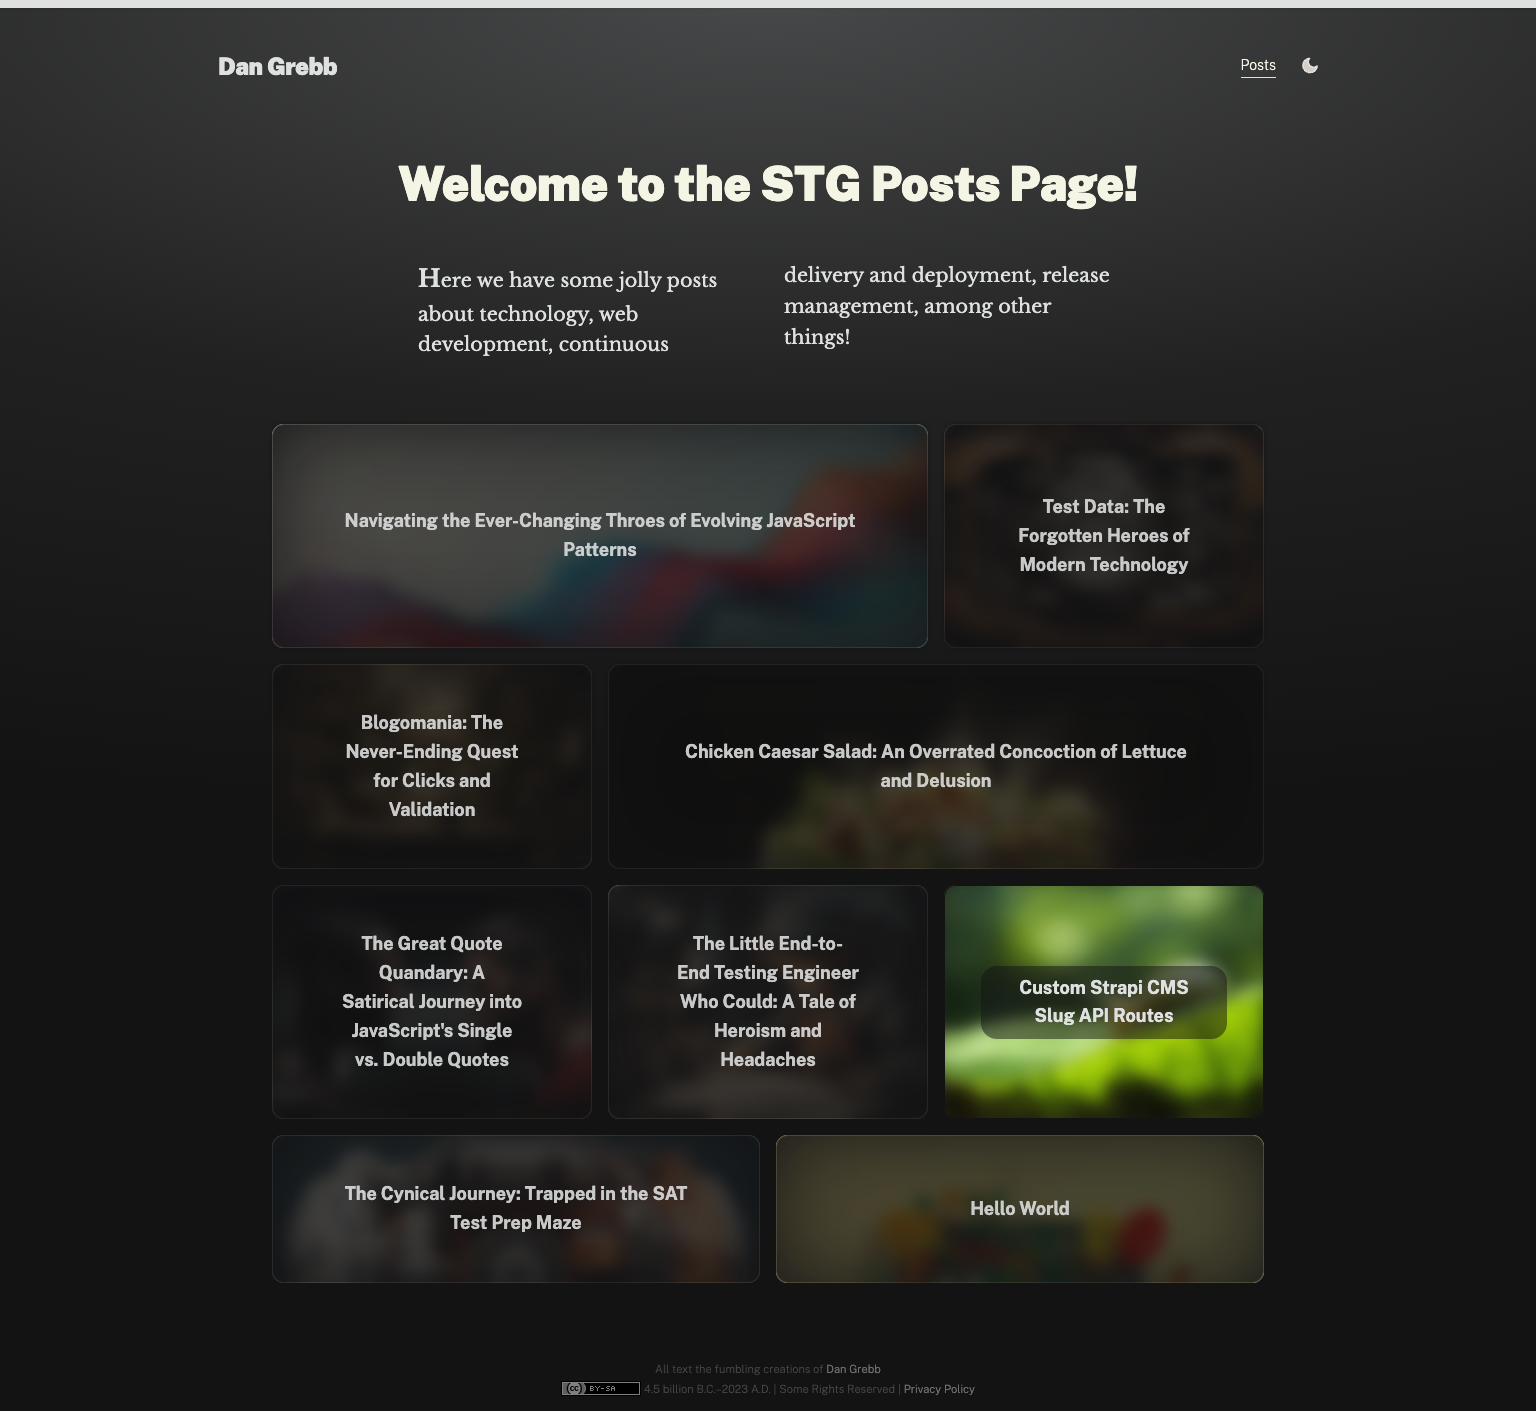 Dan Grebb
Posts
Welcome to the STG Posts Page!
Here we have some jolly posts
about technology, web
development, continuous
delivery and deployment, release
management, among other
things!
Navigating the Ever-Changing Throes of Evolving JavaScript
Patterns
Test Data: The
Forgotten Heroes of
Modern Technology
Blogomania: The
Never-Ending Quest
for Clicks and
Validation
Chicken Caesar Salad: An Overrated Concoction of Lettuce
and Delusion
The Great Quote
Quandary: A
Satirical Journey into
JavaScript's Single
vs. Double Quotes
The Little End-to-
End Testing Engineer
Who Could: A Tale of
Heroism and
Headaches
Custom Strapi CMS
Slug API Routes
The Cynical Journey: Trapped in the SAT
Test Prep Maze
Hello World
All text the fumbling creations of Dan Grebb
cc BY-SA 4.5 billion B.C.–2023 A.D. | Some Rights Reserved | Privacy Policy